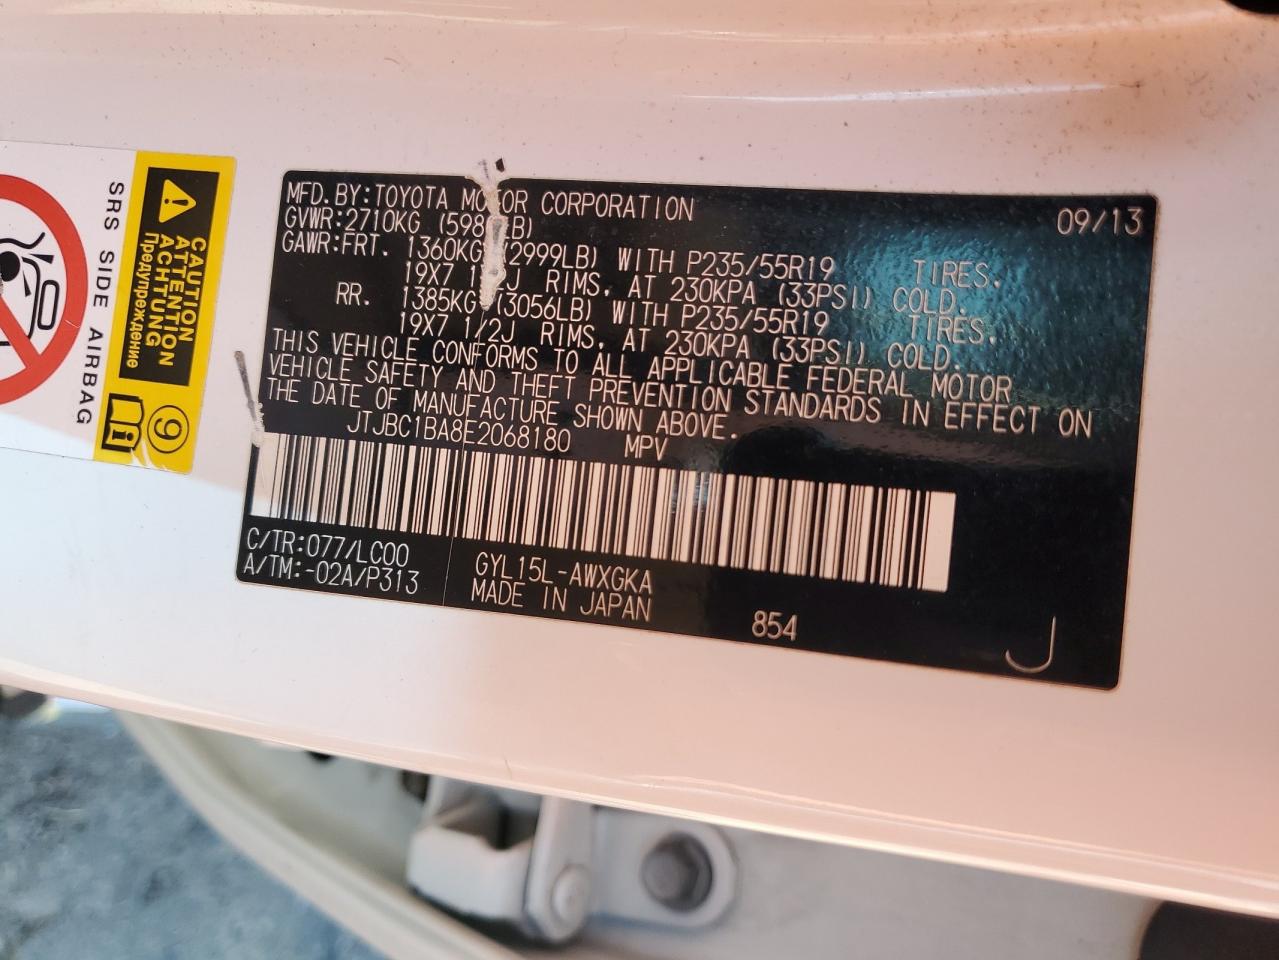 MFD. BY: TOYOTA MOTOR CORPORATION 09/13
GVWR: 2710KG
GAWR: FRT. 1360KG (2999LB) WITH P235/55R19 TIRES.
19X7 RIMS, AT 230KPA (33PSI) COLD.
RR. 1385KG (3056LB) WITH P235/55R19 TIRES.
19X7 1/2J RIMS, AT 230KPA (33PSI) COLD.
THIS VEHICLE CONFORMS TO ALL APPLICABLE FEDERAL MOTOR
VEHICLE SAFETY AND THEFT PREVENTION STANDARDS IN EFFECT ON
THE DATE OF MANUFACTURE SHOWN ABOVE.
JTJBC1BA8E2068180 MPV
C/TR: 077/LC00
A/TM: -02A/P313
GYL15L-AWXGKA
MADE IN JAPAN
854
J
CAUTION
ATTENTION
ACHTUNG
Предупреждение
9
SRS SIDE AIRBAG